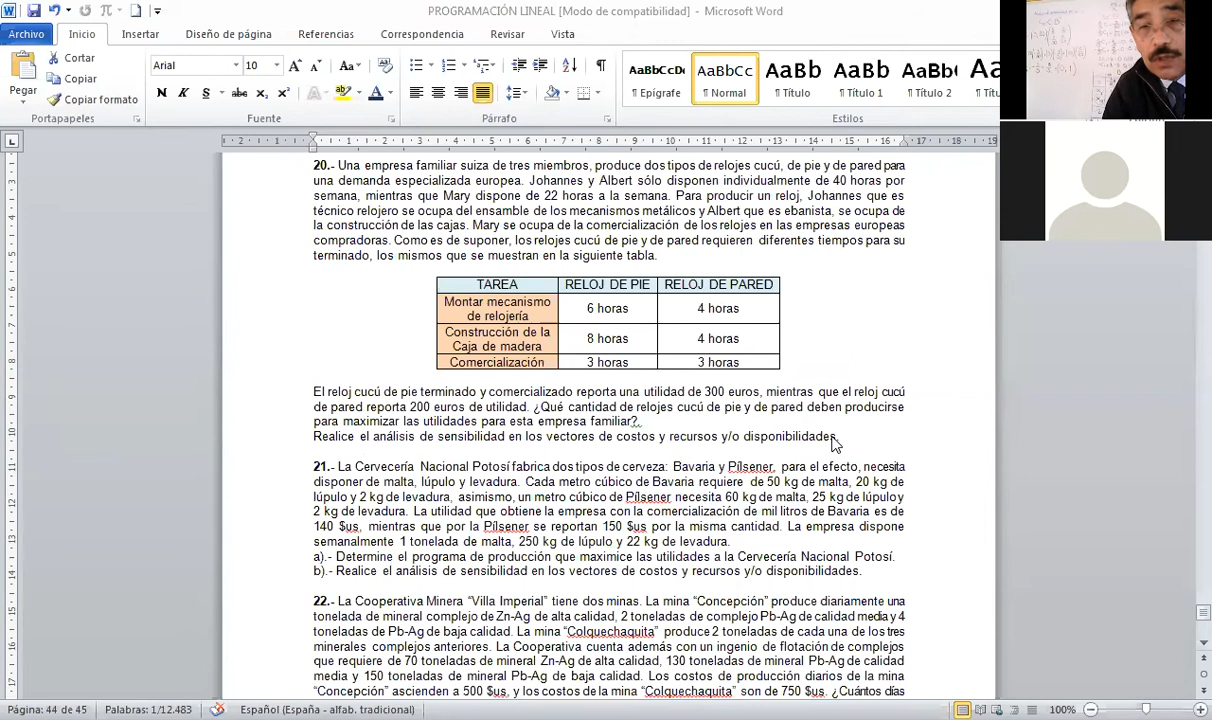 PROGRAMACIÓN LINEAL [Modo de compatibilidad] - Microsoft Word
Archivo Inicio Insertar Diseño de página Referencias Correspondencia Revisar Vista
Cortar
Copiar
Copiar formato
Pegar
Portapapeles
Arial 10
N K S abc
Fuente
Párrafo
AaBbCcDc AaBbCc AaBb AaBb AaBb AaB
¶ Epígrafe ¶ Normal ¶ Título ¶ Título 1 ¶ Título 2
Estilos
20.- Una empresa familiar suiza de tres miembros, produce dos tipos de relojes cucú, de pie y de pared para
una demanda especializada europea. Johannes y Albert sólo disponen individualmente de 40 horas por
semana, mientras que Mary dispone de 22 horas a la semana. Para producir un reloj, Johannes que es
técnico relojero se ocupa del ensamble de los mecanismos metálicos y Albert que es ebanista, se ocupa de
la construcción de las cajas. Mary se ocupa de la comercialización de los relojes en las empresas europeas
compradoras. Como es de suponer, los relojes cucú de pie y de pared requieren diferentes tiempos para su
terminado, los mismos que se muestran en la siguiente tabla.
TAREA RELOJ DE PIE RELOJ DE PARED
Montar mecanismo
de relojería
6 horas 4 horas
Construcción de la
Caja de madera
8 horas 4 horas
Comercialización 3 horas 3 horas
El reloj cucú de pie terminado y comercializado reporta una utilidad de 300 euros, mientras que el reloj cucú
de pared reporta 200 euros de utilidad. ¿Qué cantidad de relojes cucú de pie y de pared deben producirse
para maximizar las utilidades para esta empresa familiar?.
Realice el análisis de sensibilidad en los vectores de costos y recursos y/o disponibilidades.
21.- La Cervecería Nacional Potosí fabrica dos tipos de cerveza: Bavaria y Pílsener, para el efecto, necesita
disponer de malta, lúpulo y levadura. Cada metro cúbico de Bavaria requiere de 50 kg de malta, 20 kg de
lúpulo y 2 kg de levadura, asimismo, un metro cúbico de Pílsener necesita 60 kg de malta, 25 kg de lúpulo y
2 kg de levadura. La utilidad que obtiene la empresa con la comercialización de mil litros de Bavaria es de
140 $us, mientras que por la Pílsener se reportan 150 $us por la misma cantidad. La empresa dispone
semanalmente 1 tonelada de malta, 250 kg de lúpulo y 22 kg de levadura.
a).- Determine el programa de producción que maximice las utilidades a la Cervecería Nacional Potosí.
b).- Realice el análisis de sensibilidad en los vectores de costos y recursos y/o disponibilidades.
22.- La Cooperativa Minera “Villa Imperial” tiene dos minas. La mina “Concepción” produce diariamente una
tonelada de mineral complejo de Zn-Ag de alta calidad, 2 toneladas de complejo Pb-Ag de calidad media y 4
toneladas de Pb-Ag de baja calidad. La mina “Colquechaquita” produce 2 toneladas de cada una de los tres
minerales complejos anteriores. La Cooperativa cuenta además con un ingenio de flotación de complejos
que requiere de 70 toneladas de mineral Zn-Ag de alta calidad, 130 toneladas de mineral Pb-Ag de calidad
media y 150 toneladas de mineral Pb-Ag de baja calidad. Los costos de producción diarios de la mina
“Concepción” ascienden a 500 $us, y los costos de la mina “Colquechaquita” son de 750 $us. ¿Cuántos días
Página: 44 de 45 Palabras: 1/12.483 Español (España - alfab. tradicional) 100%